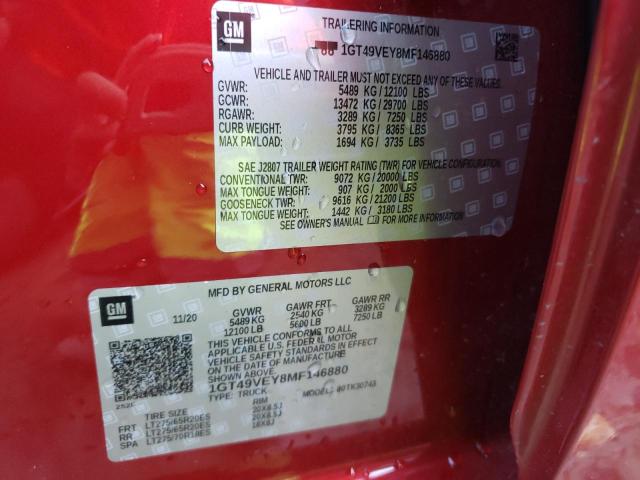 GM
TRAILERING INFORMATION
1GT49VEY8MF146880
VEHICLE AND TRAILER MUST NOT EXCEED ANY OF THESE VALUES.
GVWR: 5489 KG/12100 LBS
GCWR: 13472 KG/29700 LBS
RGAWR: 3289 KG/ 7250 LBS
CURB WEIGHT: 3795 KG/ 8365 LBS
MAX PAYLOAD: 1694 KG/ 3735 LBS
SAE J2807 TRAILER WEIGHT RATING (TWR) FOR VEHICLE CONFIGURATION.
CONVENTIONAL TWR: 9072 KG/20000 LBS
MAX TONGUE WEIGHT: 907 KG/ 2000 LBS
GOOSENECK TWR: 9616 KG/21200 LBS
MAX TONGUE WEIGHT: 1442 KG/ 3180 LBS
SEE OWNER'S MANUAL FOR MORE INFORMATION
GM
MFD BY GENERAL MOTORS LLC
11/20 GVWR GAWR FRT GAWR RR
5489 KG 2540 KG 3289 KG
12100 LB 5600 LB 7250 LB
THIS VEHICLE CONFORMS TO ALL
APPLICABLE U.S. FEDERAL MOTOR
VEHICLE SAFETY STANDARDS IN EFFECT
ON THE DATE OF MANUFACTURE
SHOWN ABOVE.
1GT49VEY8MF146880
TYPE: TRUCK MODEL: TK30743
TIRE SIZE RIM
FRT LT275/65R20ES 20X8.5J
RR LT275/65R20ES 20X8.5J
SPA LT275/70R18ES 18X8J